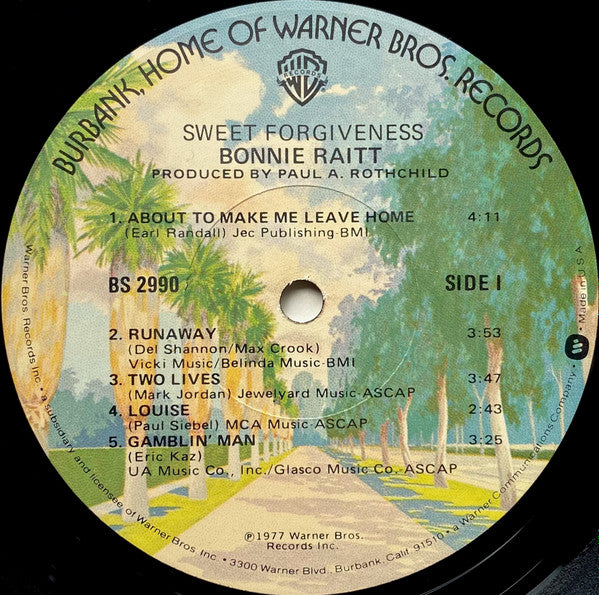 BURBANK, HOME OF WARNER BROS. RECORDS
RECORDS
SWEET FORGIVENESS
BONNIE RAITT
PRODUCED BY PAUL A. ROTHCHILD
1. ABOUT TO MAKE ME LEAVE HOME 4:11
(Earl Randall) Jec Publishing-BMI
BS 2990 SIDE I
2. RUNAWAY 3:53
(Del Shannon/Max Crook)
Vicki Music/Belinda Music-BMI
3. TWO LIVES 3:47
(Mark Jordan) Jewelyard Music-ASCAP
4. LOUISE 2:43
(Paul Siebel) MCA Music-ASCAP
5. GAMBLIN' MAN 3:25
(Eric Kaz)
UA Music Co., Inc./Glasco Music Co.-ASCAP
℗1977 Warner Bros.
Records Inc.
Warner Bros. Records Inc. • a subsidiary and licensee of Warner Bros. Inc. • 3300 Warner Blvd., Burbank, Calif. 91510 • a Warner Communications Company • Made in U.S.A.